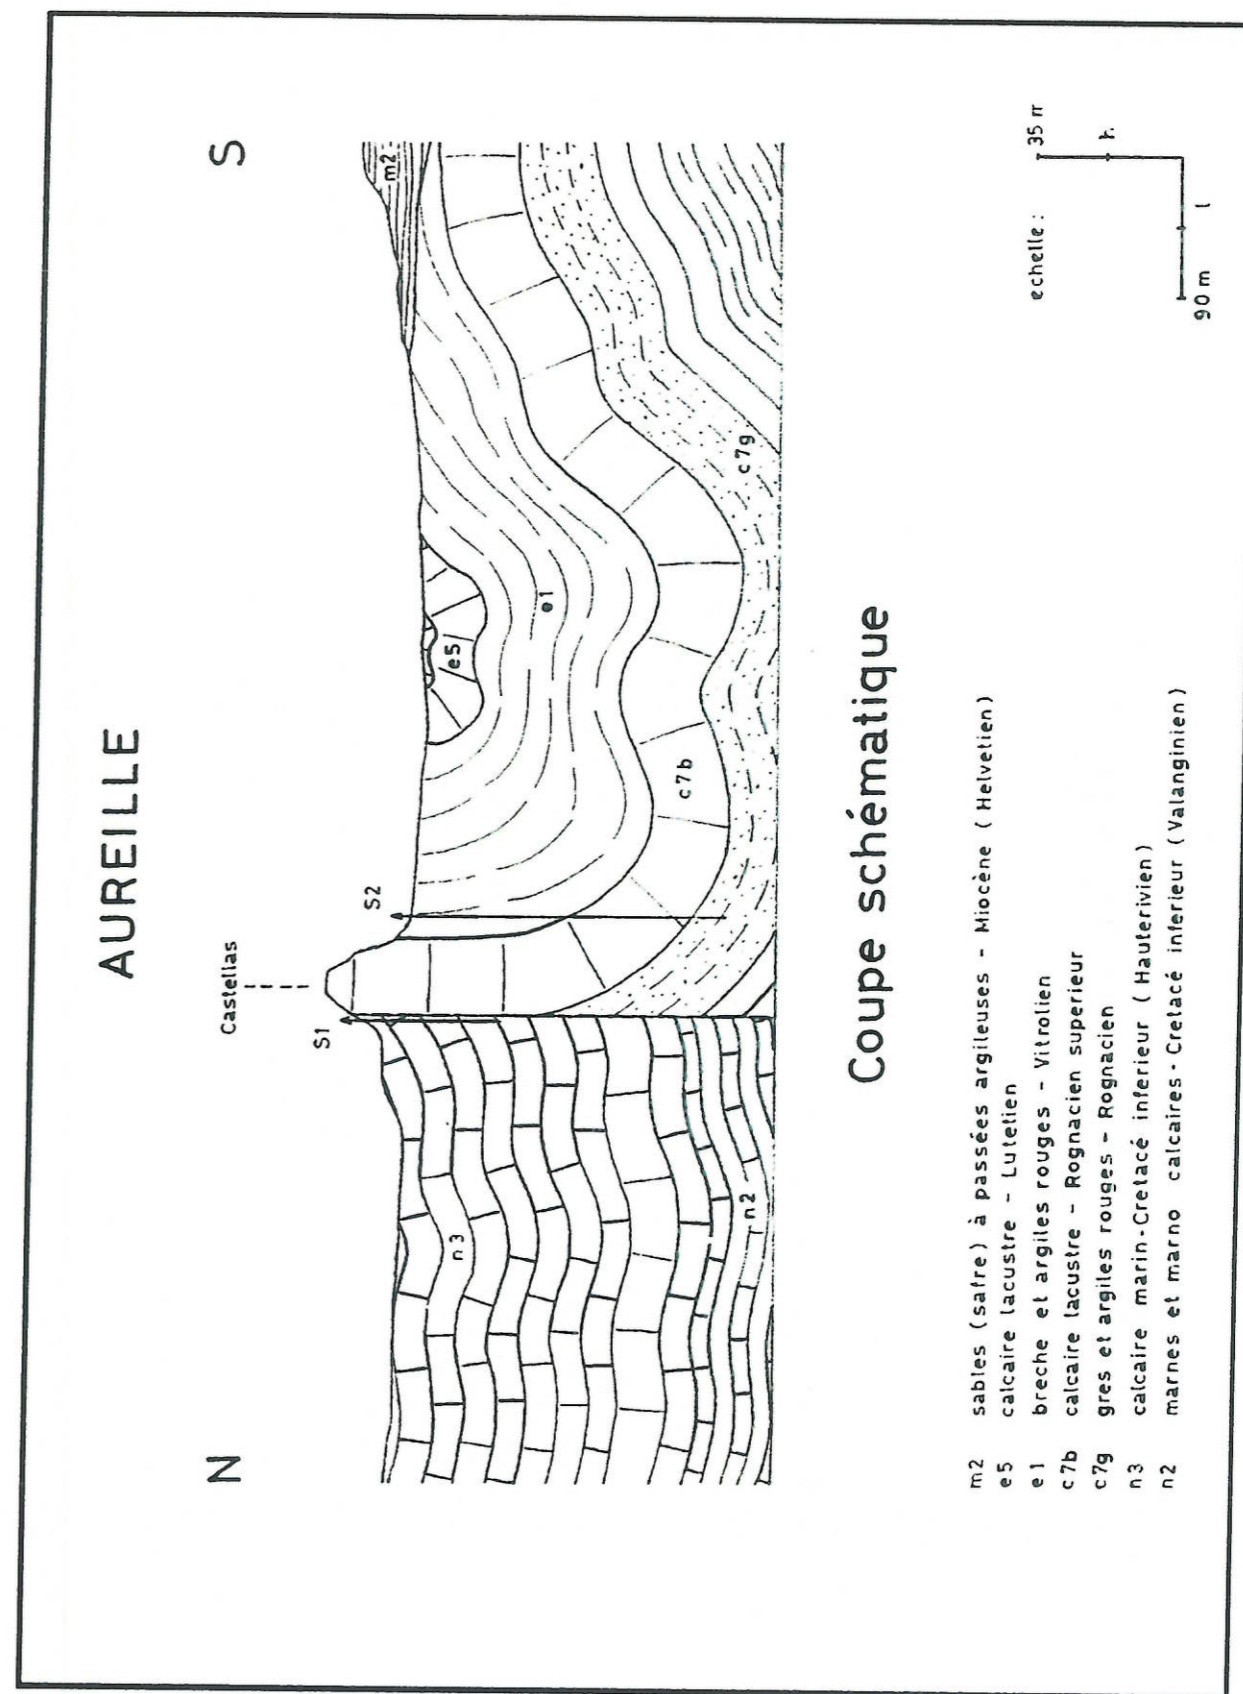 AUREILLE
N
S
Castellas
S1
S2
m2
n3
e5
e1
c7b
c7g
n2
Coupe schématique
m2 sables (safre) à passées argileuses - Miocène (Helvetien)
e5 calcaire lacustre - Lutetien
e1 breche et argiles rouges - Vitrolien
c7b calcaire lacustre - Rognacien superieur
c7g gres et argiles rouges - Rognacien
n3 calcaire marin-Cretacé inferieur (Hauterivien)
n2 marnes et marno calcaires-Cretacé inferieur (Valanginien)
echelle:
35 m
h
90 m
l